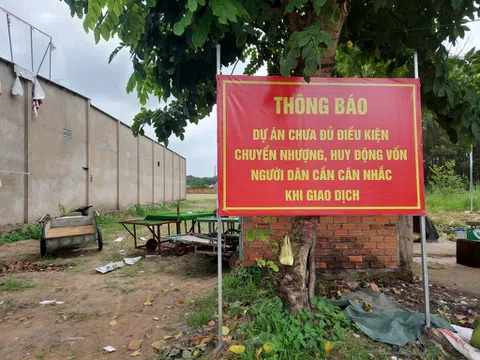 THÔNG BÁO
DỰ ÁN CHƯA ĐỦ ĐIỀU KIỆN
CHUYỂN NHƯỢNG, HUY ĐỘNG VỐN
NGƯỜI DÂN CẦN CÂN NHẮC
KHI GIAO DỊCH